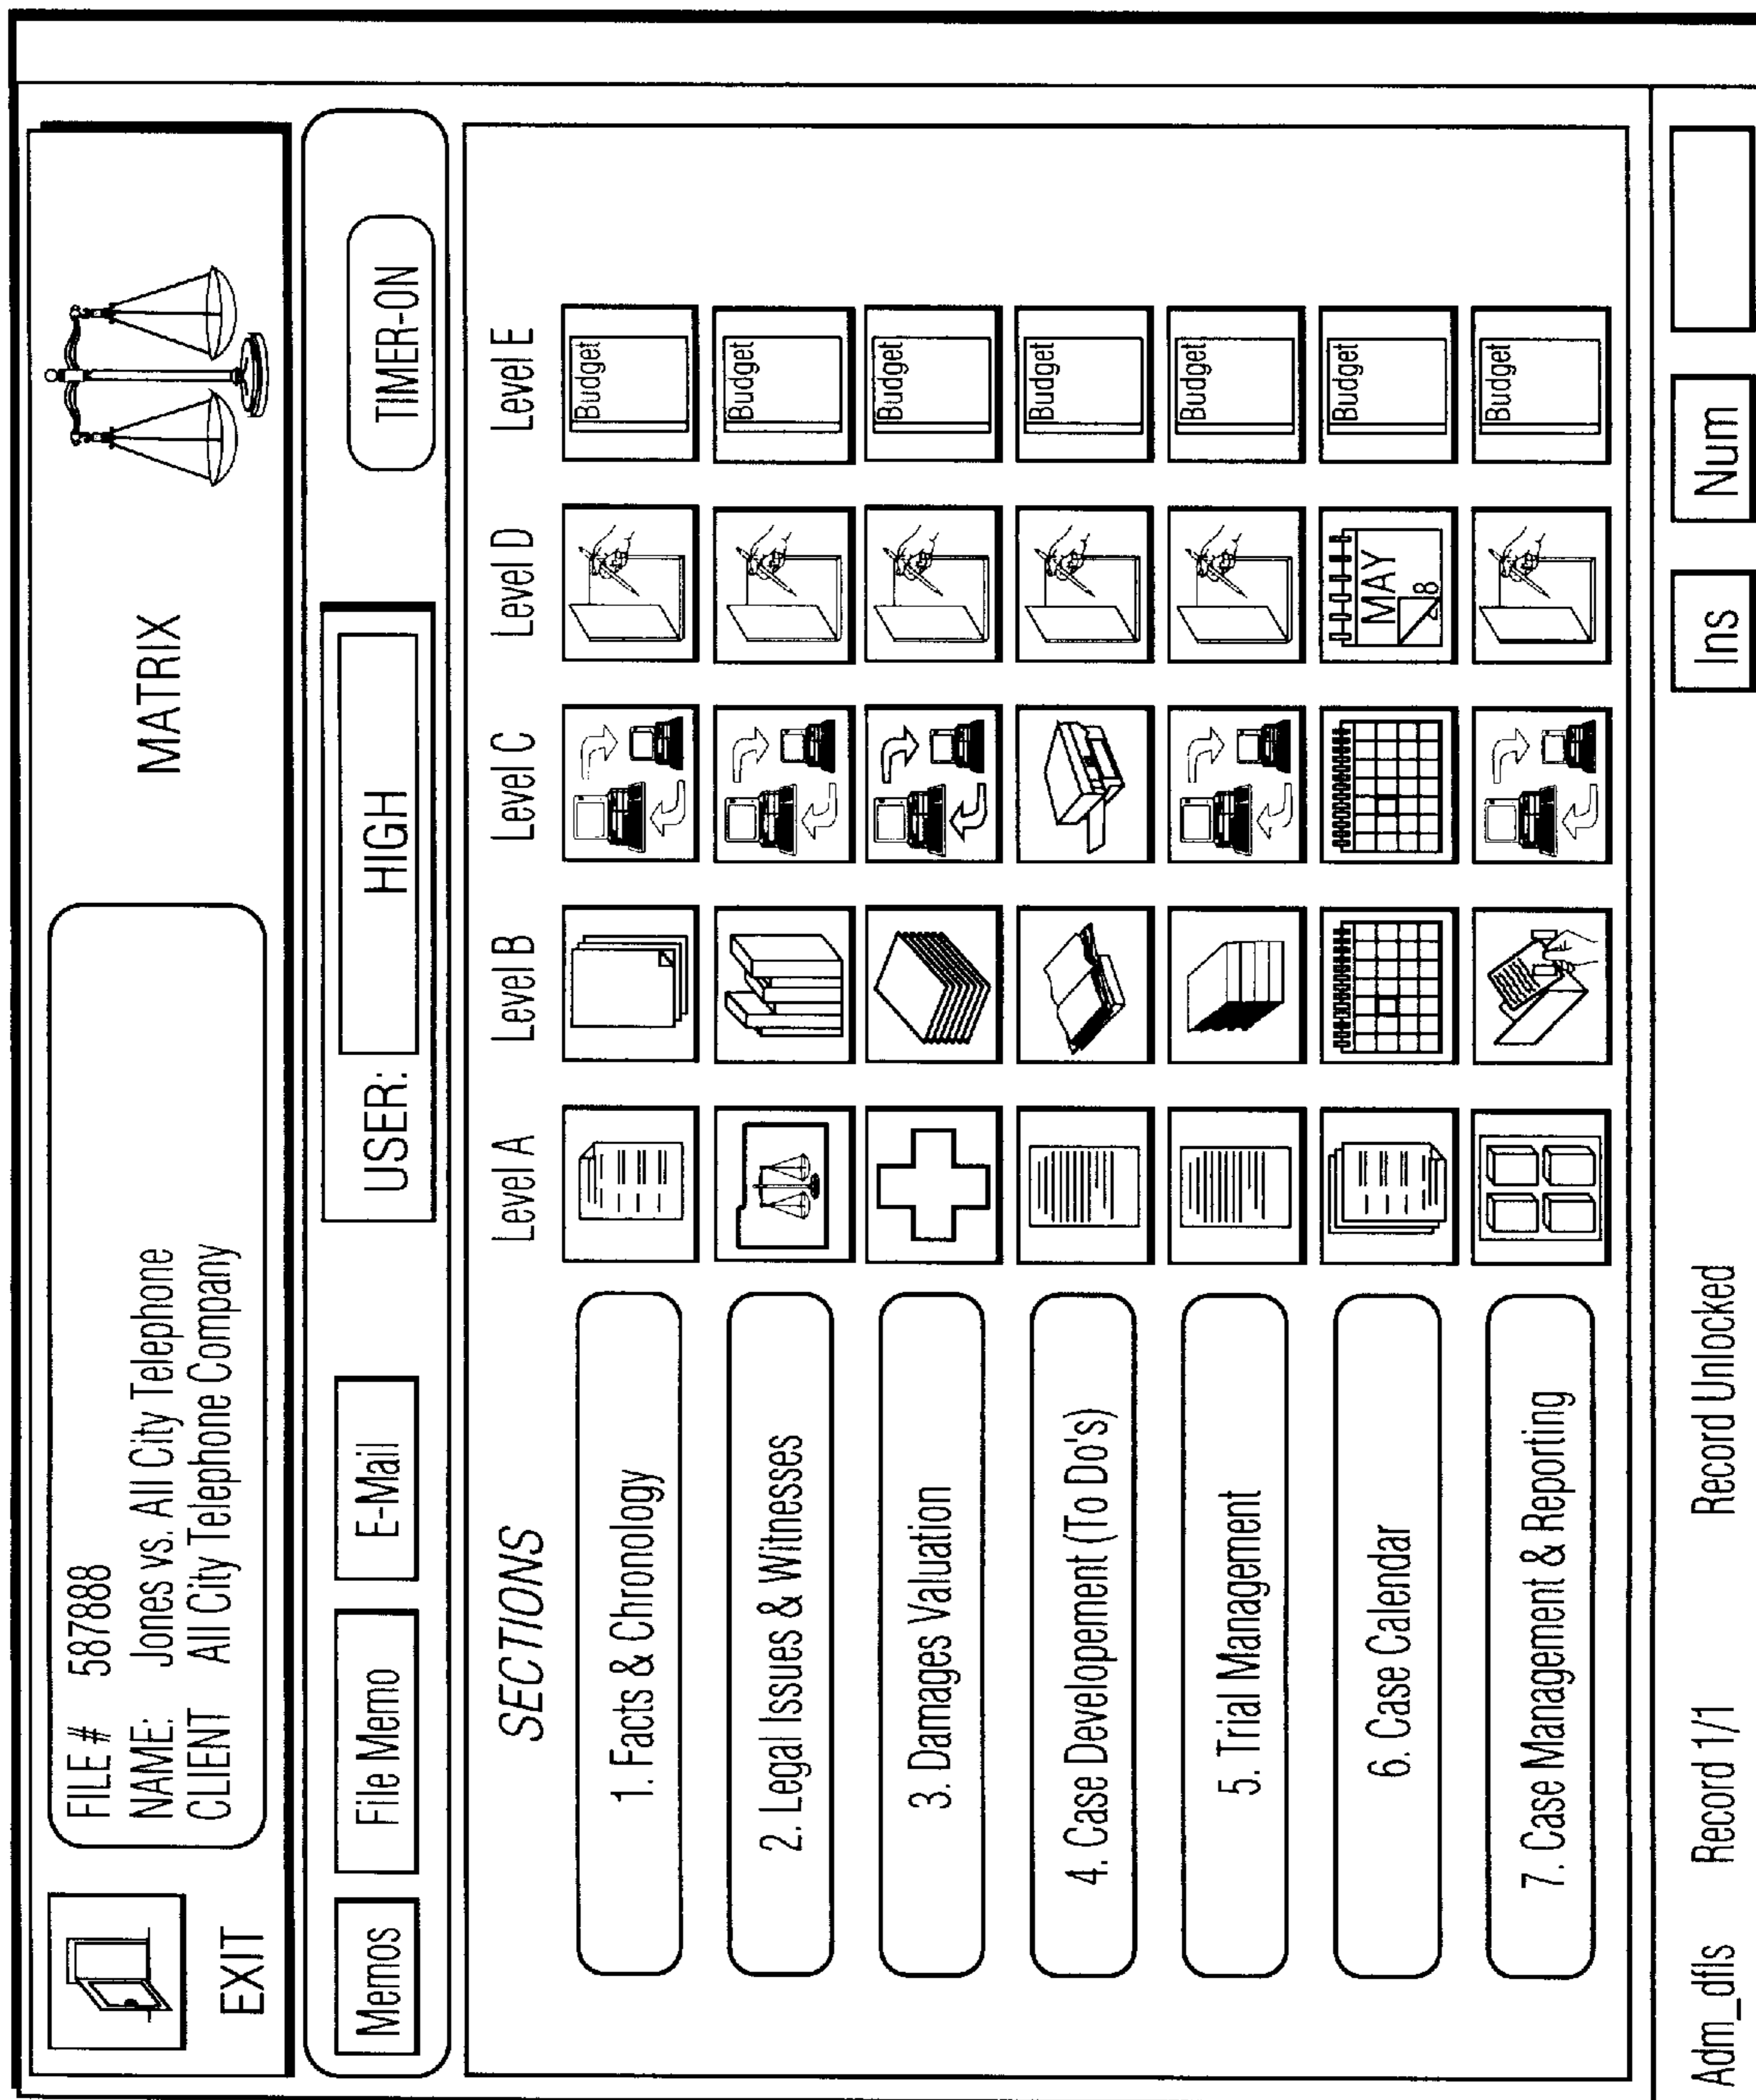 EXIT
FILE # 587888
NAME: Jones vs. All City Telephone
CLIENT All City Telephone Company
MATRIX
Memos
File Memo
E-Mail
USER: HIGH
TIMER-ON
SECTIONS Level A Level B Level C Level D Level E
1. Facts & Chronology Budget
2. Legal Issues & Witnesses Budget
3. Damages Valuation Budget
4. Case Developement (To Do's) Budget
5. Trial Management Budget
6. Case Calendar MAY 28 Budget
7. Case Management & Reporting Budget
Adm_dfls Record 1/1 Record Unlocked Ins Num